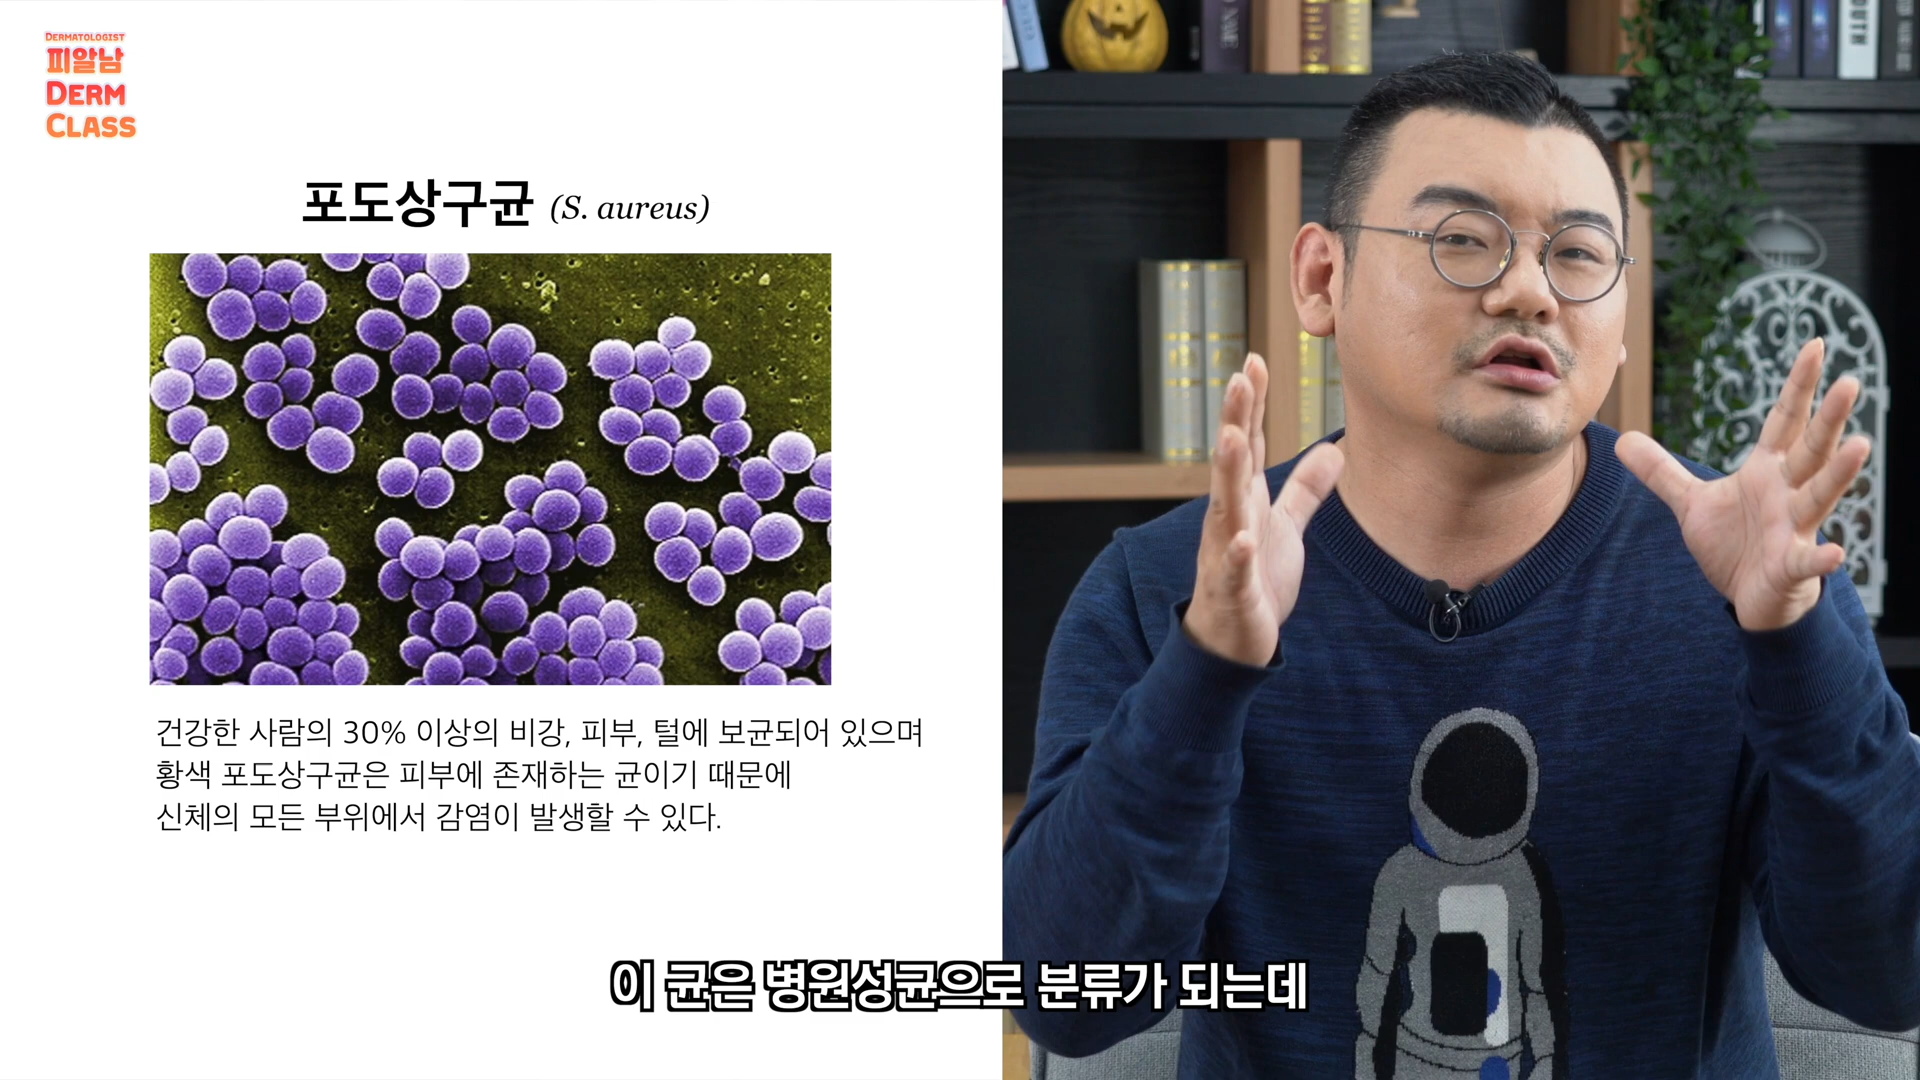 DERMATOLOGIST
피알남
DERM
CLASS
포도상구균 (S. aureus)
건강한 사람의 30% 이상의 비강, 피부, 털에 보균되어 있으며
황색 포도상구균은 피부에 존재하는 균이기 때문에
신체의 모든 부위에서 감염이 발생할 수 있다.
이 균은 병원성균으로 분류가 되는데